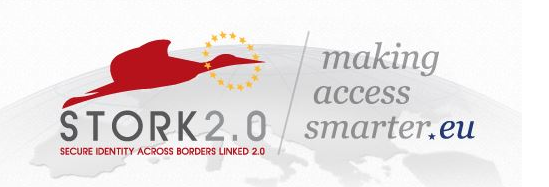 STORK2.0
SECURE IDENTITY ACROSS BORDERS LINKED 2.0
making
access
smarter.eu